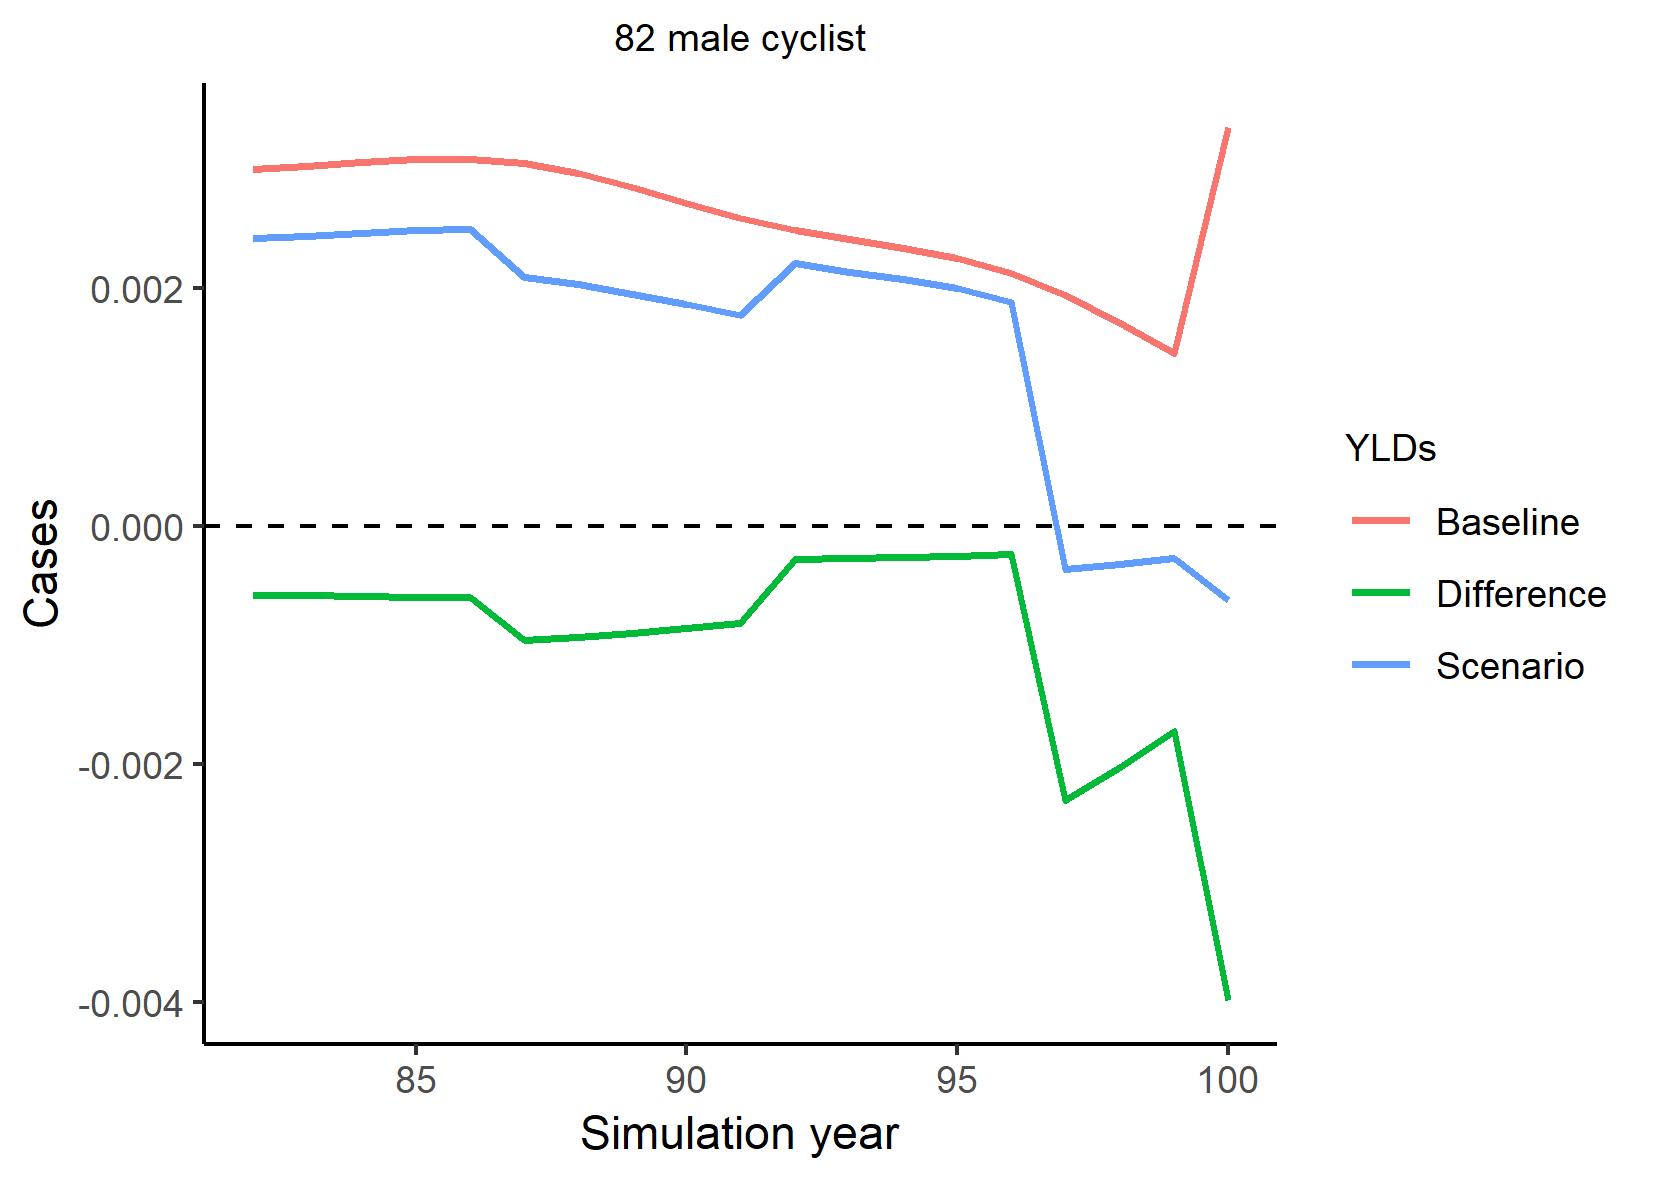 82 male cyclist
Cases
0.002
0.000
-0.002
-0.004
85 90 95 100
Simulation year
YLDs
Baseline
Difference
Scenario